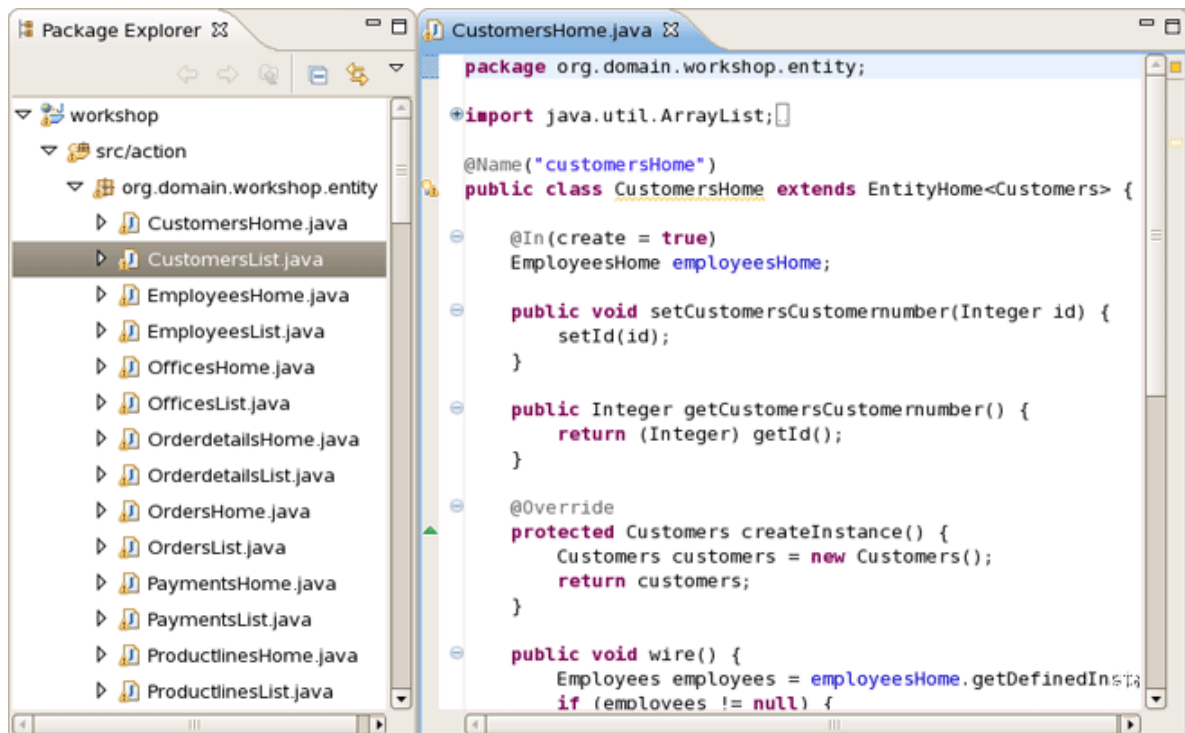 Package Explorer
workshop
src/action
org.domain.workshop.entity
CustomersHome.java
CustomersList.java
EmployeesHome.java
EmployeesList.java
OfficesHome.java
OfficesList.java
OrderdetailsHome.java
OrderdetailsList.java
OrdersHome.java
OrdersList.java
PaymentsHome.java
PaymentsList.java
ProductlinesHome.java
ProductlinesList.java
CustomersHome.java
package org.domain.workshop.entity;
import java.util.ArrayList;
@Name("customersHome")
public class CustomersHome extends EntityHome<Customers> {
@In(create = true)
EmployeesHome employeesHome;
public void setCustomersCustomernumber(Integer id) {
setId(id);
}
public Integer getCustomersCustomernumber() {
return (Integer) getId();
}
@Override
protected Customers createInstance() {
Customers customers = new Customers();
return customers;
}
public void wire() {
Employees employees = employeesHome.getDefinedInsta
if (employees != null) {